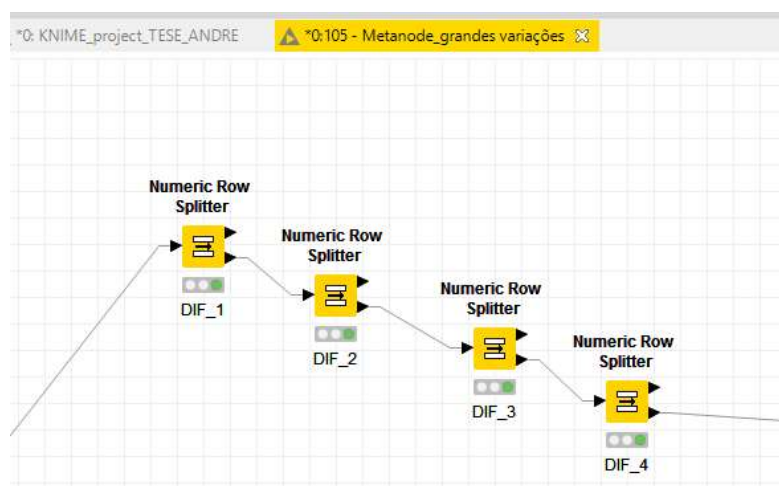 *0: KNIME_project_TESE_ANDRE
*0:105 - Metanode_grandes variações
Numeric Row
Splitter
DIF_1
Numeric Row
Splitter
DIF_2
Numeric Row
Splitter
DIF_3
Numeric Row
Splitter
DIF_4